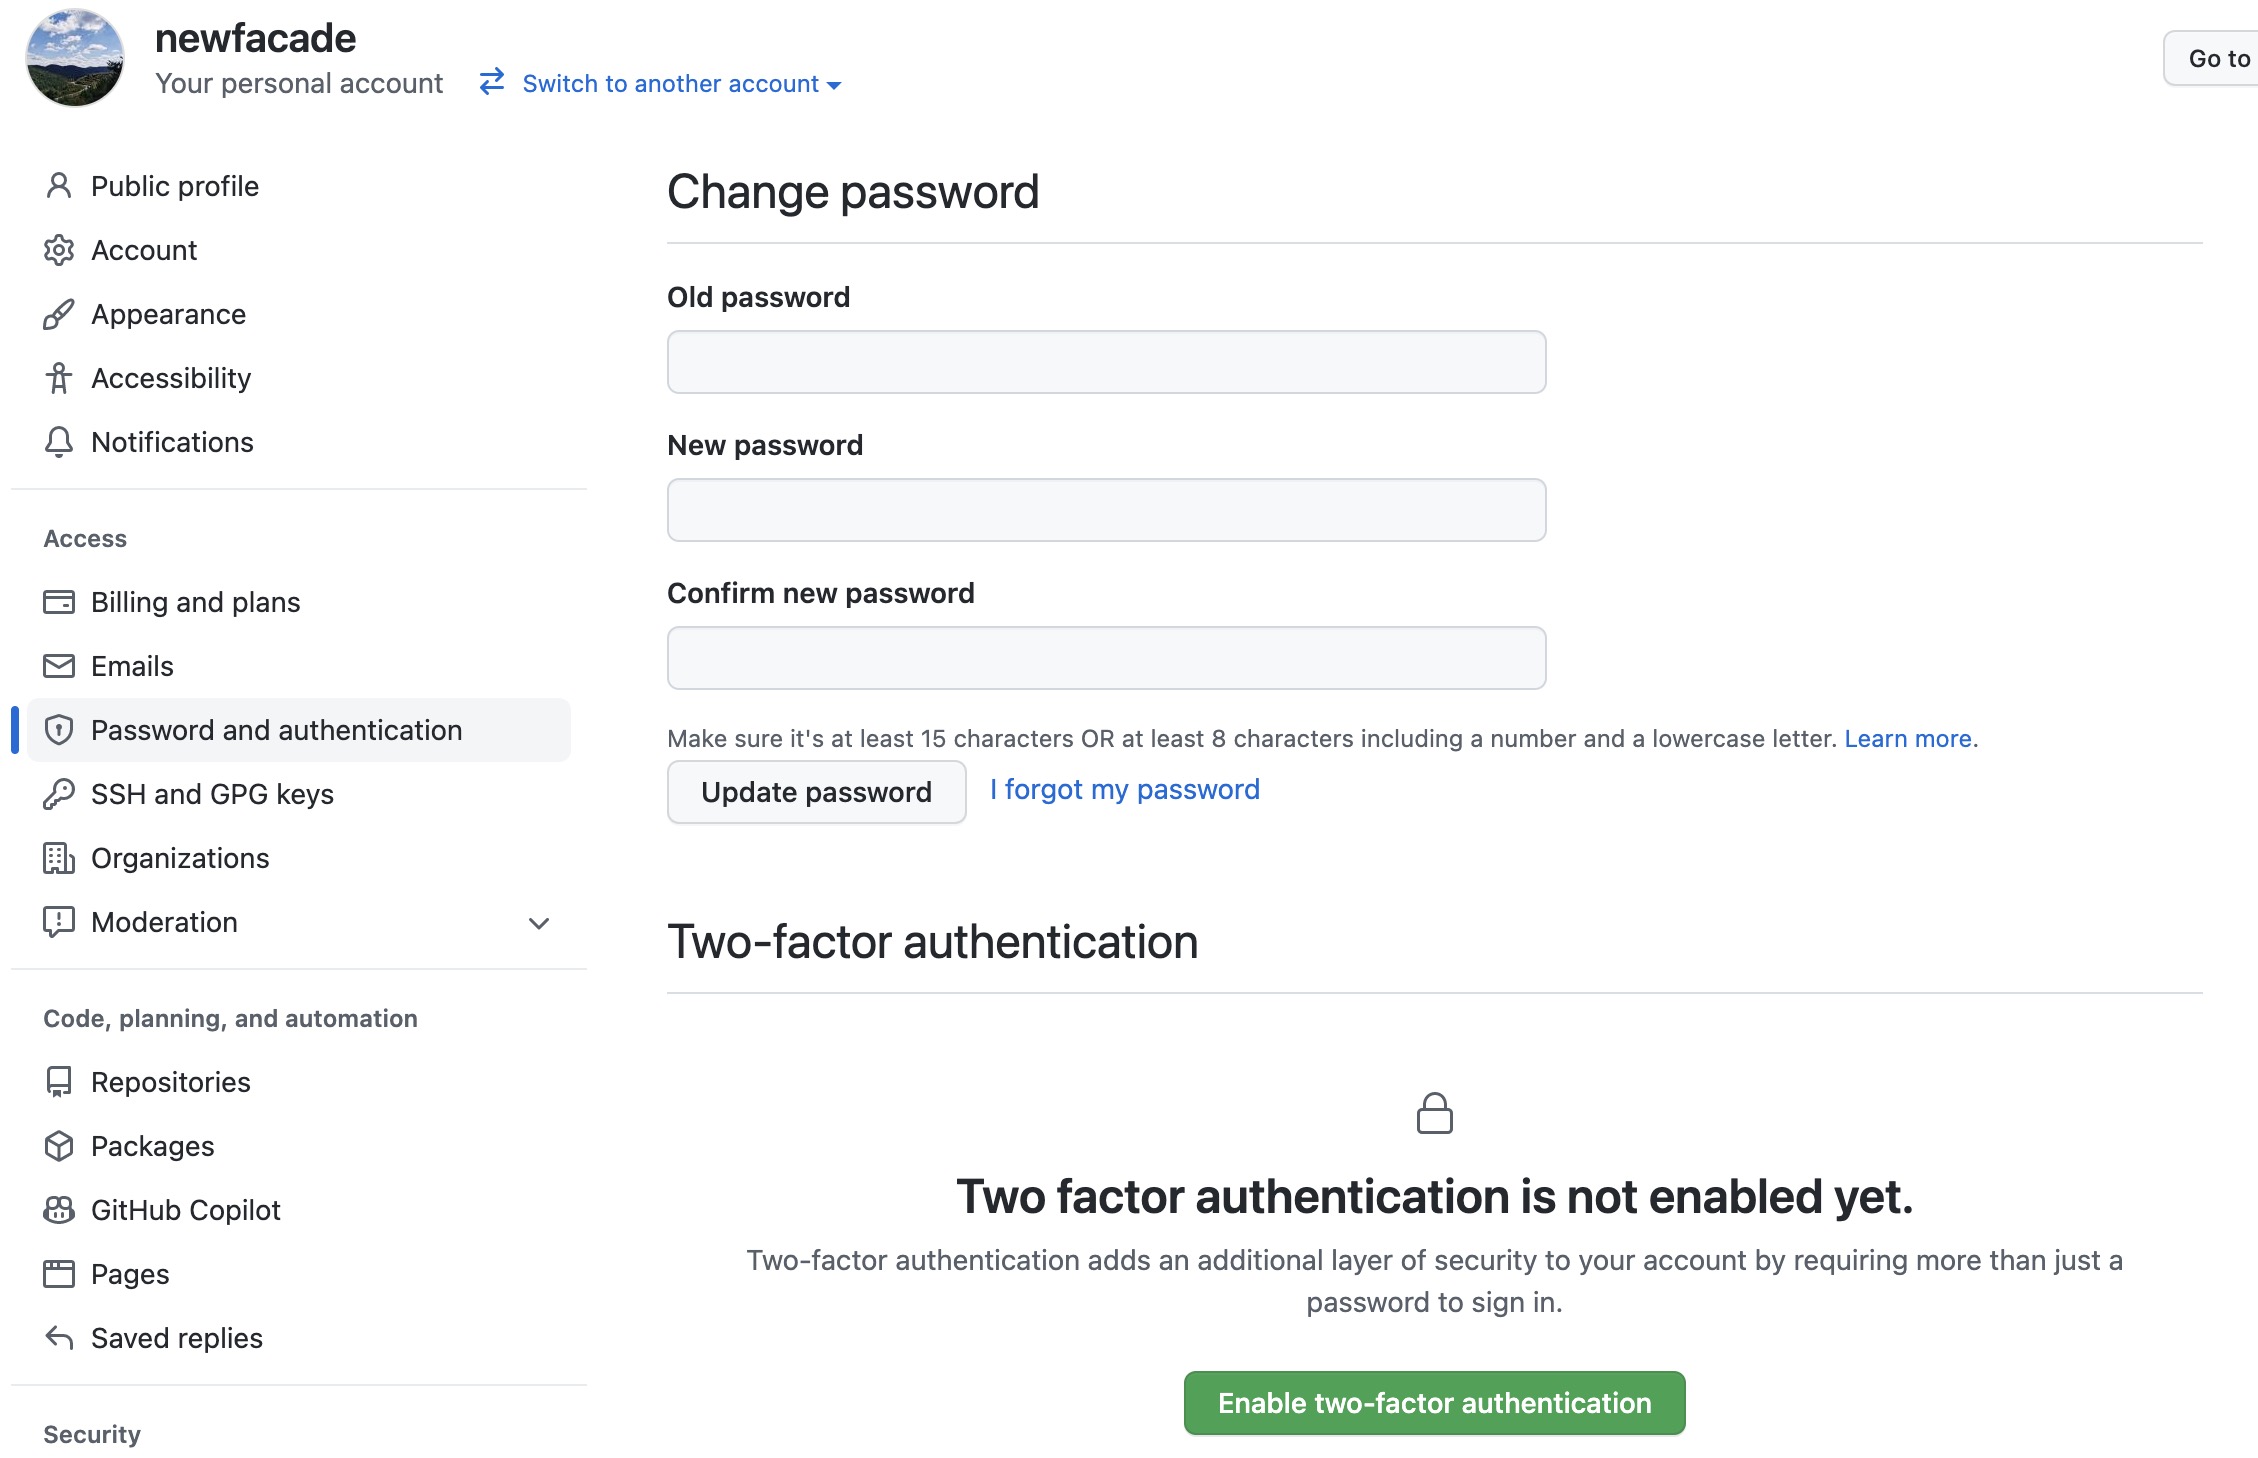 newfacade
Your personal account
Switch to another account
Go to
Public profile
Account
Appearance
Accessibility
Notifications
Access
Billing and plans
Emails
Password and authentication
SSH and GPG keys
Organizations
Moderation
Code, planning, and automation
Repositories
Packages
GitHub Copilot
Pages
Saved replies
Security
Change password
Old password
New password
Confirm new password
Make sure it's at least 15 characters OR at least 8 characters including a number and a lowercase letter. Learn more.
Update password
I forgot my password
Two-factor authentication
Two factor authentication is not enabled yet.
Two-factor authentication adds an additional layer of security to your account by requiring more than just a
password to sign in.
Enable two-factor authentication